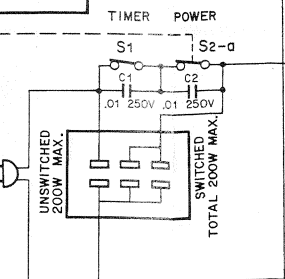 TIMER POWER
S1 S2-a
C1 C2
.01 250V .01 250V
UNSWITCHED
200W MAX.
SWITCHED
TOTAL 200W MAX.